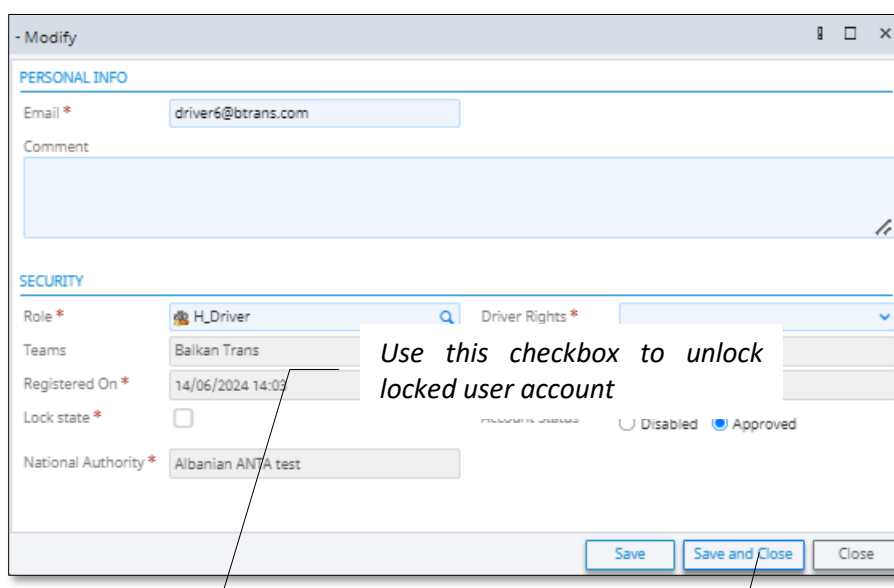 - Modify
PERSONAL INFO
Email * driver6@btrans.com
Comment
SECURITY
Role * H_Driver Driver Rights *
Teams Balkan Trans
Use this checkbox to unlock
locked user account
Registered On * 14/06/2024 14:03
Lock state * Account Status Disabled Approved
National Authority * Albanian ANTA test
Save Save and Close Close